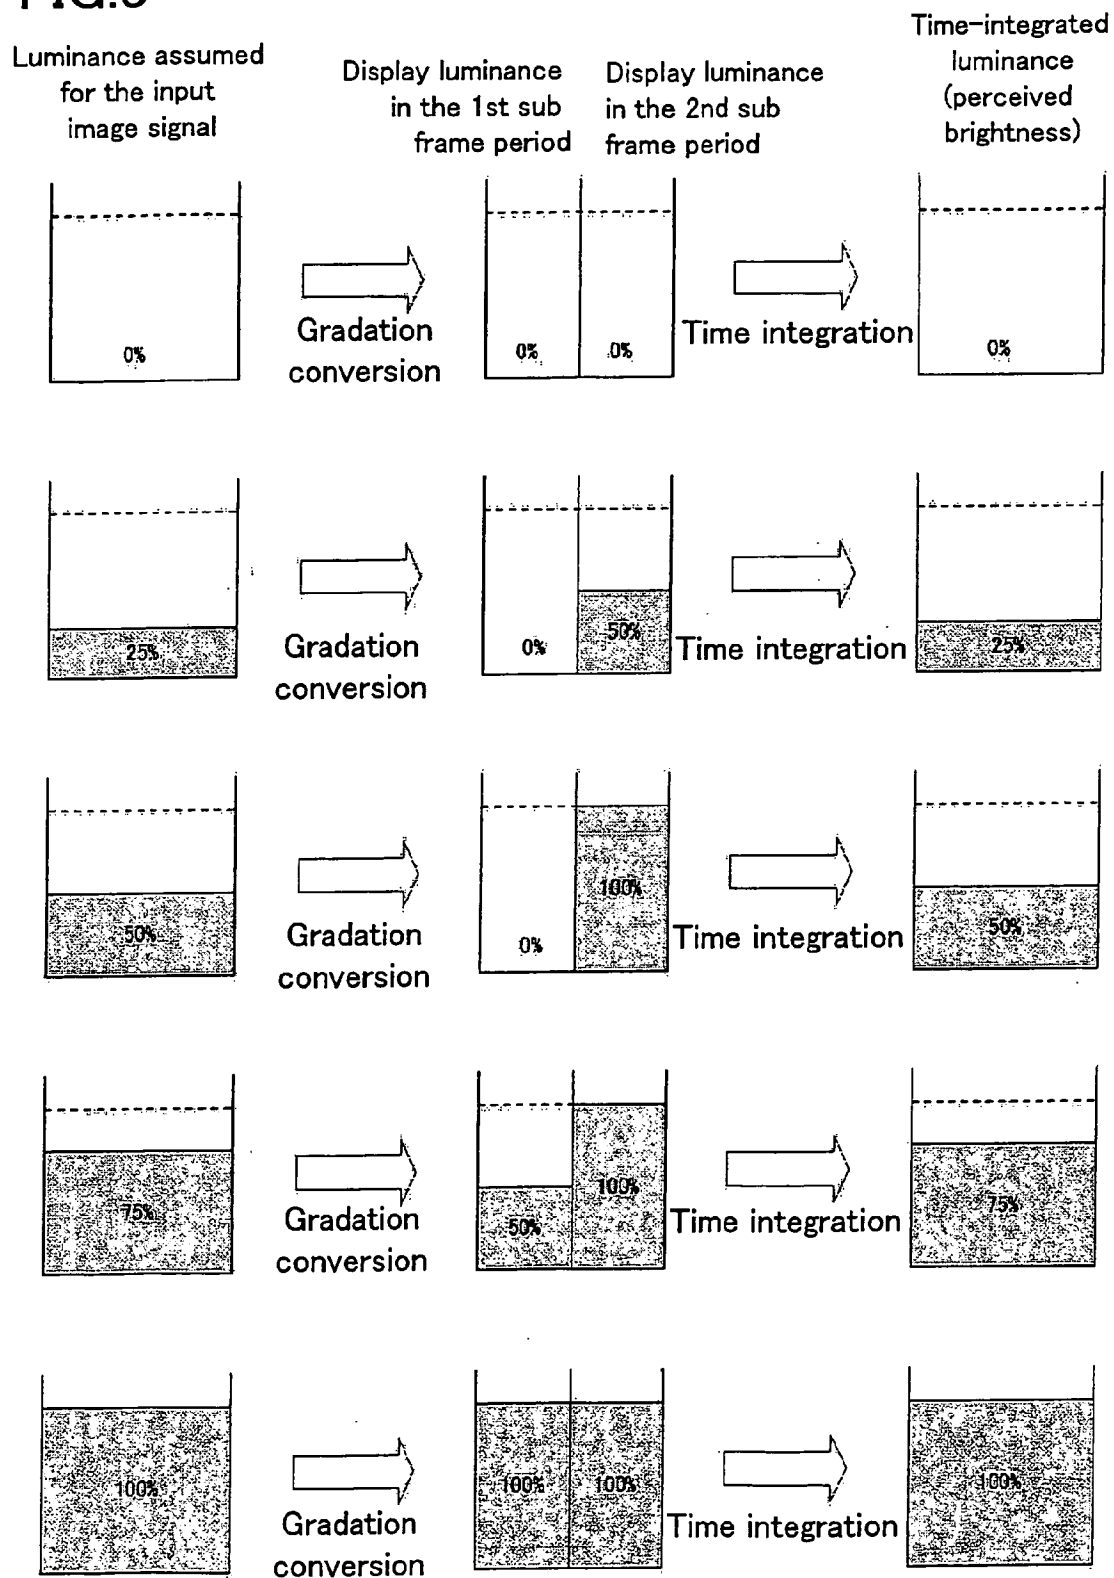 Luminance assumed
for the input
image signal
Display luminance
in the 1st sub
frame period
Display luminance
in the 2nd sub
frame period
Time-integrated
luminance
(perceived
brightness)
0%
Gradation
conversion
0%
0%
Time integration
0%
25%
Gradation
conversion
0%
50%
Time integration
25%
50%
Gradation
conversion
0%
100%
Time integration
50%
75%
Gradation
conversion
50%
100%
Time integration
75%
100%
Gradation
conversion
100%
100%
Time integration
100%